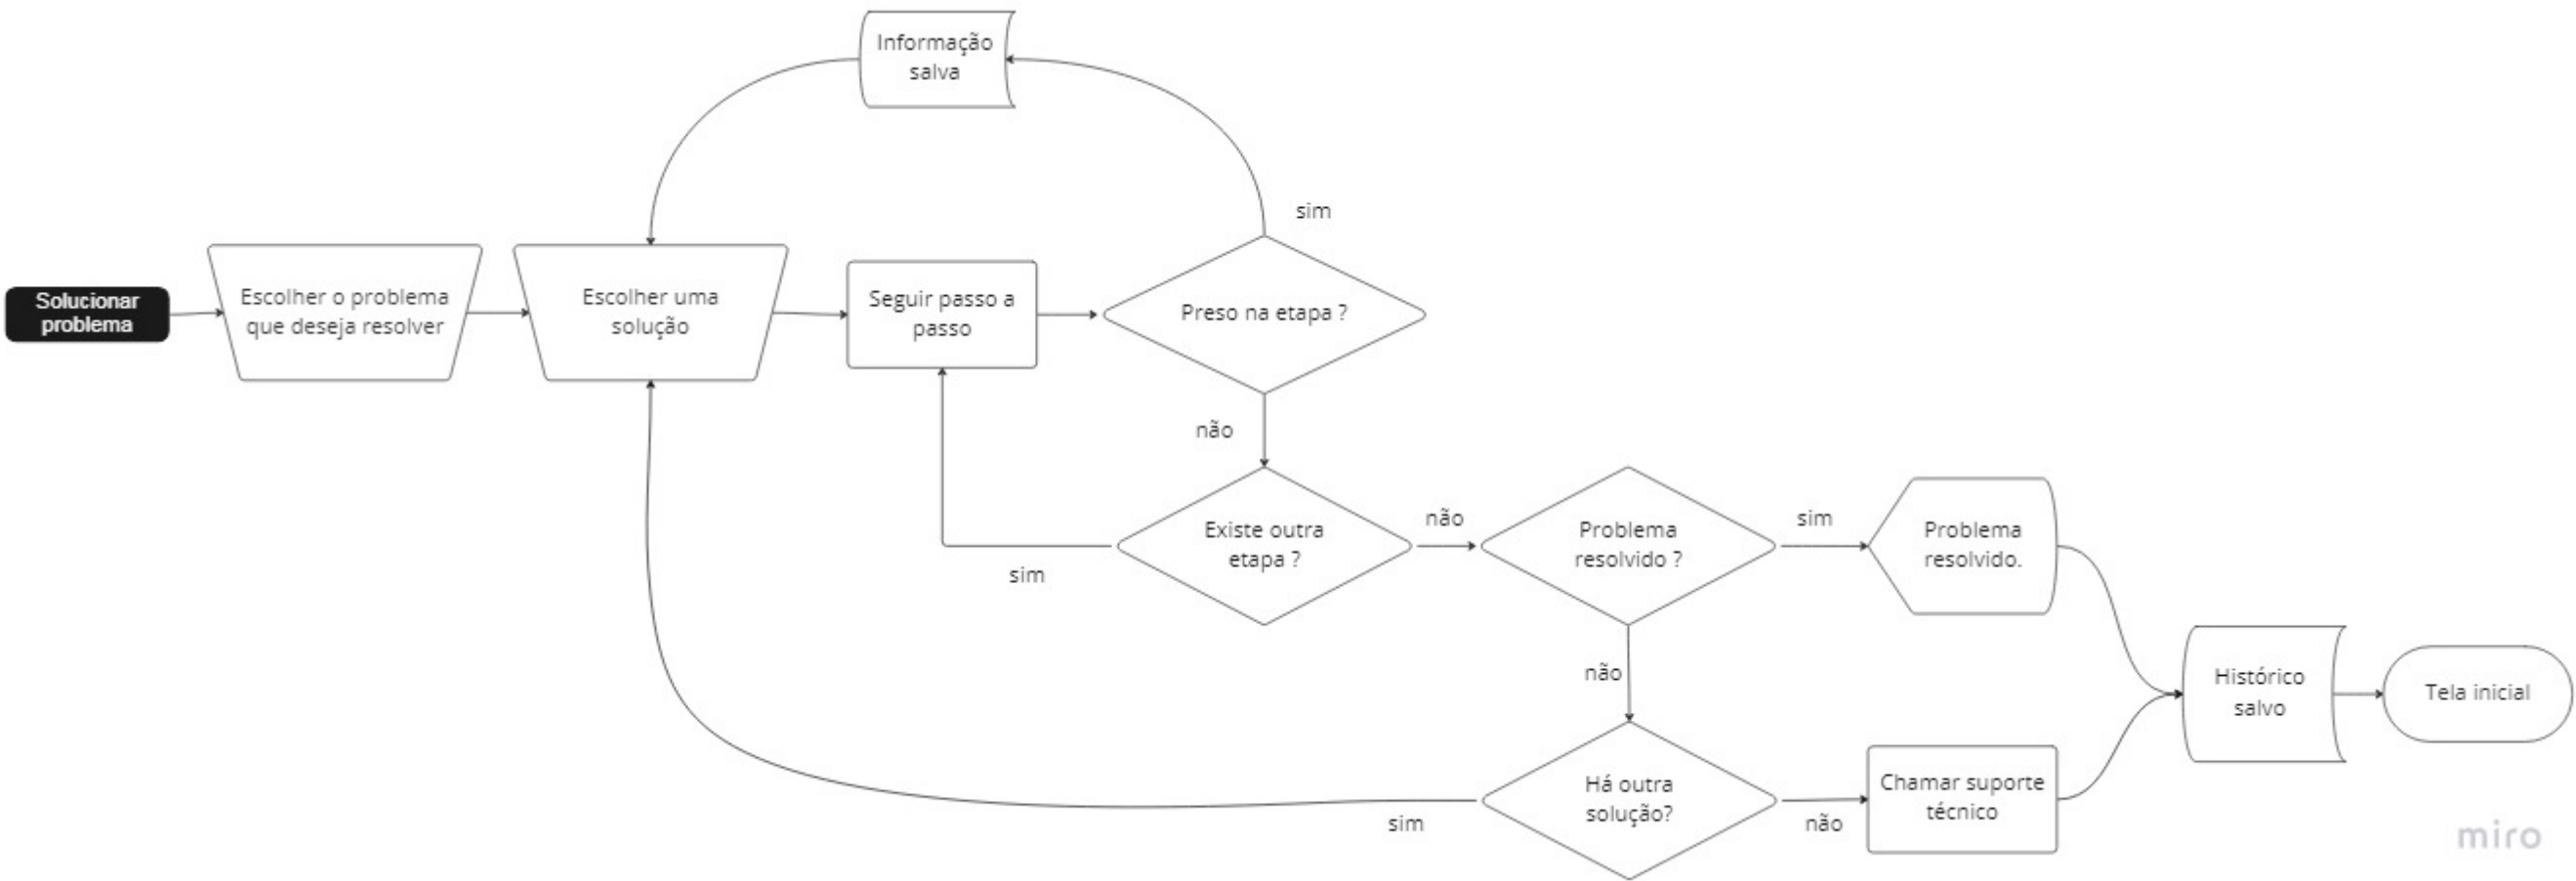 Informação
salva
sim
Solucionar
problema
Escolher o problema
que deseja resolver
Escolher uma
solução
Seguir passo a
passo
Preso na etapa ?
não
Existe outra
etapa ?
sim
não
Problema
resolvido ?
sim
Problema
resolvido.
não
Há outra
solução?
sim
não
Chamar suporte
técnico
Histórico
salvo
Tela inicial
miro